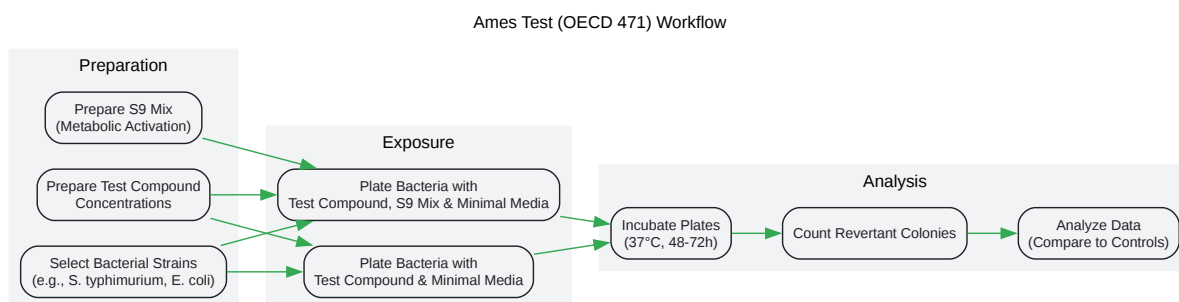 Ames Test (OECD 471) Workflow
Preparation
Prepare S9 Mix
(Metabolic Activation)
Prepare Test Compound
Concentrations
Select Bacterial Strains
(e.g., S. typhimurium, E. coli)
Exposure
Plate Bacteria with
Test Compound, S9 Mix & Minimal Media
Plate Bacteria with
Test Compound & Minimal Media
Analysis
Incubate Plates
(37°C, 48-72h)
Count Revertant Colonies
Analyze Data
(Compare to Controls)